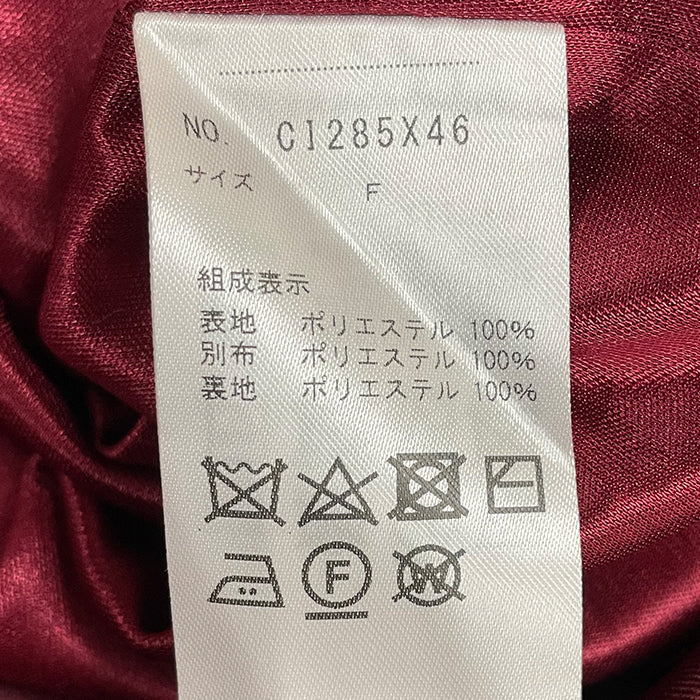 NO. C1285X46
サイズ F
組成表示
表地 ポリエステル 100%
別布 ポリエステル 100%
裏地 ポリエステル 100%
F W